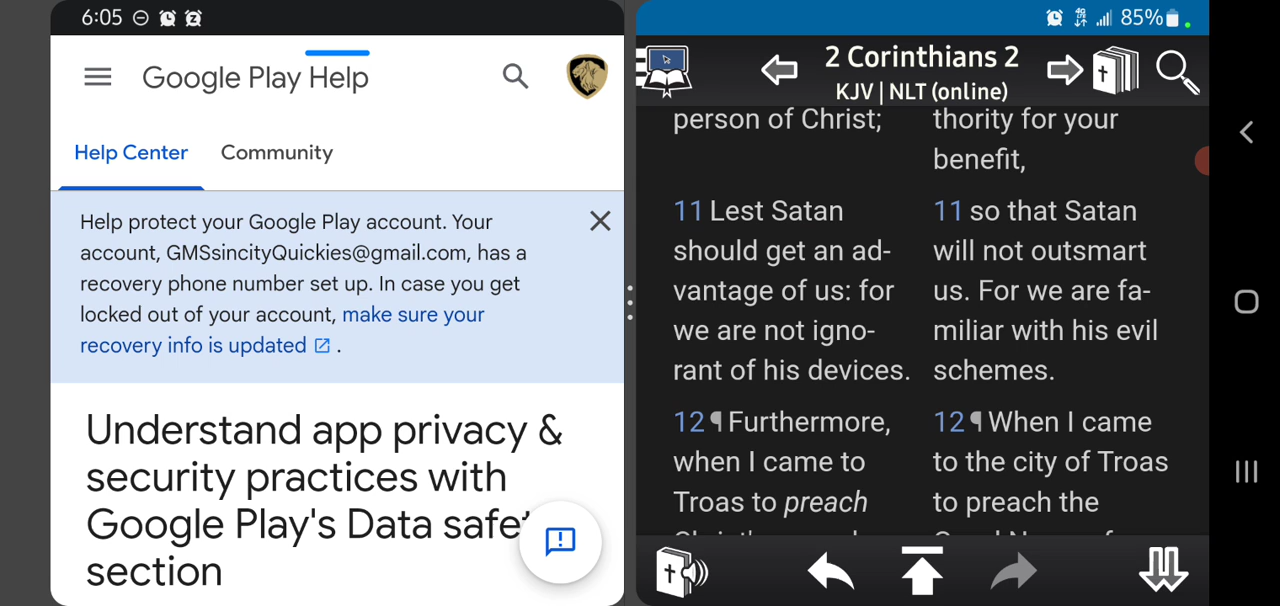 6:05
Google Play Help
Help Center Community
Help protect your Google Play account. Your
account, GMSsincityQuickies@gmail.com, has a
recovery phone number set up. In case you get
locked out of your account, make sure your
recovery info is updated .
Understand app privacy &
security practices with
Google Play's Data safet
section
4G 85%
2 Corinthians 2
KJV | NLT (online)
person of Christ;
11 Lest Satan
should get an ad-
vantage of us: for
we are not igno-
rant of his devices.
12 ¶ Furthermore,
when I came to
Troas to preach
thority for your
benefit,
11 so that Satan
will not outsmart
us. For we are fa-
miliar with his evil
schemes.
12 ¶ When I came
to the city of Troas
to preach the